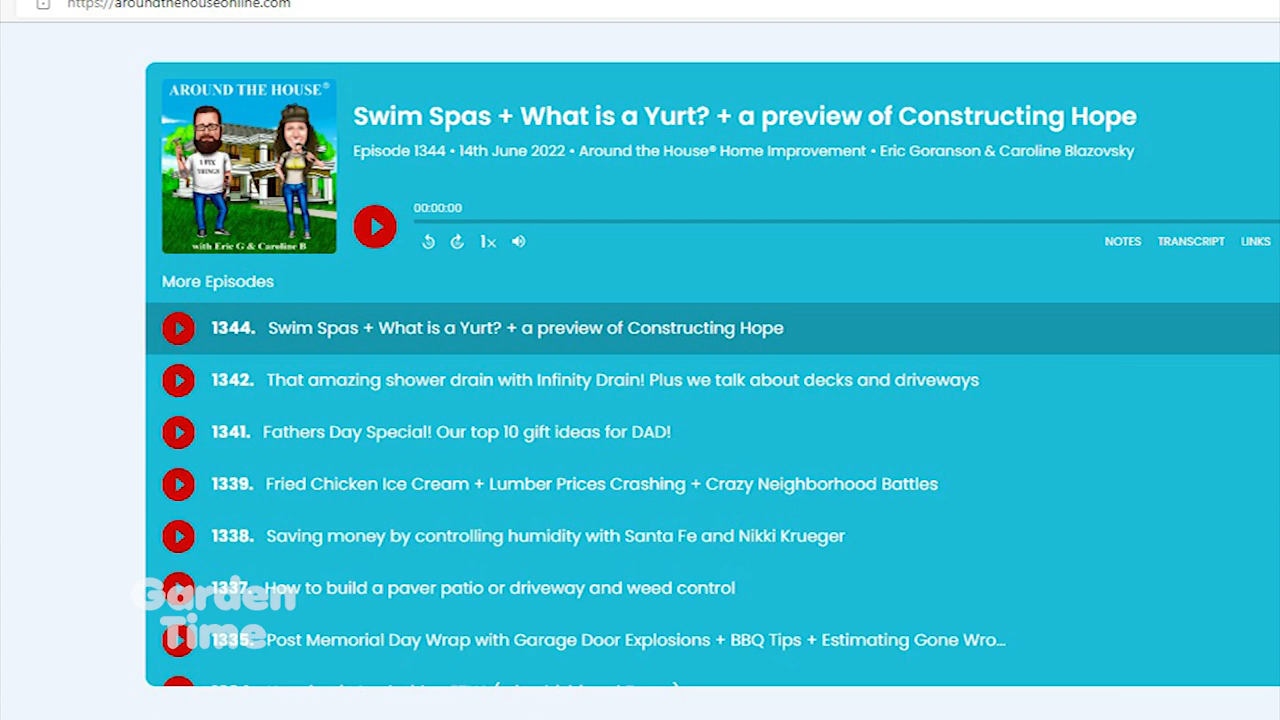 https://aroundthehouseonline.com
AROUND THE HOUSE®
I FIX
THINGS
with Eric G & Caroline B
Swim Spas + What is a Yurt? + a preview of Constructing Hope
Episode 1344 • 14th June 2022 • Around the House® Home Improvement • Eric Goranson & Caroline Blazovsky
00:00:00
1x
NOTES TRANSCRIPT LINKS
More Episodes
1344. Swim Spas + What is a Yurt? + a preview of Constructing Hope
1342. That amazing shower drain with Infinity Drain! Plus we talk about decks and driveways
1341. Fathers Day Special! Our top 10 gift ideas for DAD!
1339. Fried Chicken Ice Cream + Lumber Prices Crashing + Crazy Neighborhood Battles
1338. Saving money by controlling humidity with Santa Fe and Nikki Krueger
1337. How to build a paver patio or driveway and weed control
1335. Post Memorial Day Wrap with Garage Door Explosions + BBQ Tips + Estimating Gone Wro...
Garden
Time